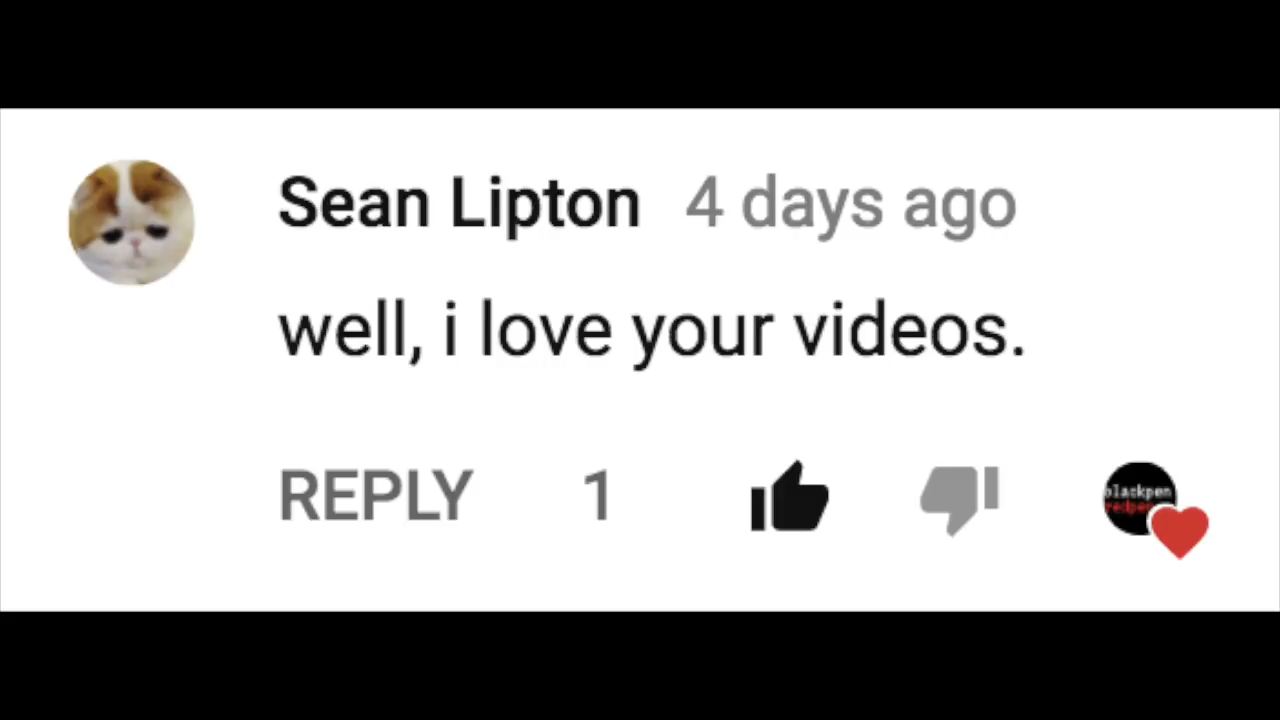 Sean Lipton 4 days ago
well, i love your videos.
REPLY 1
blackpen
redpen